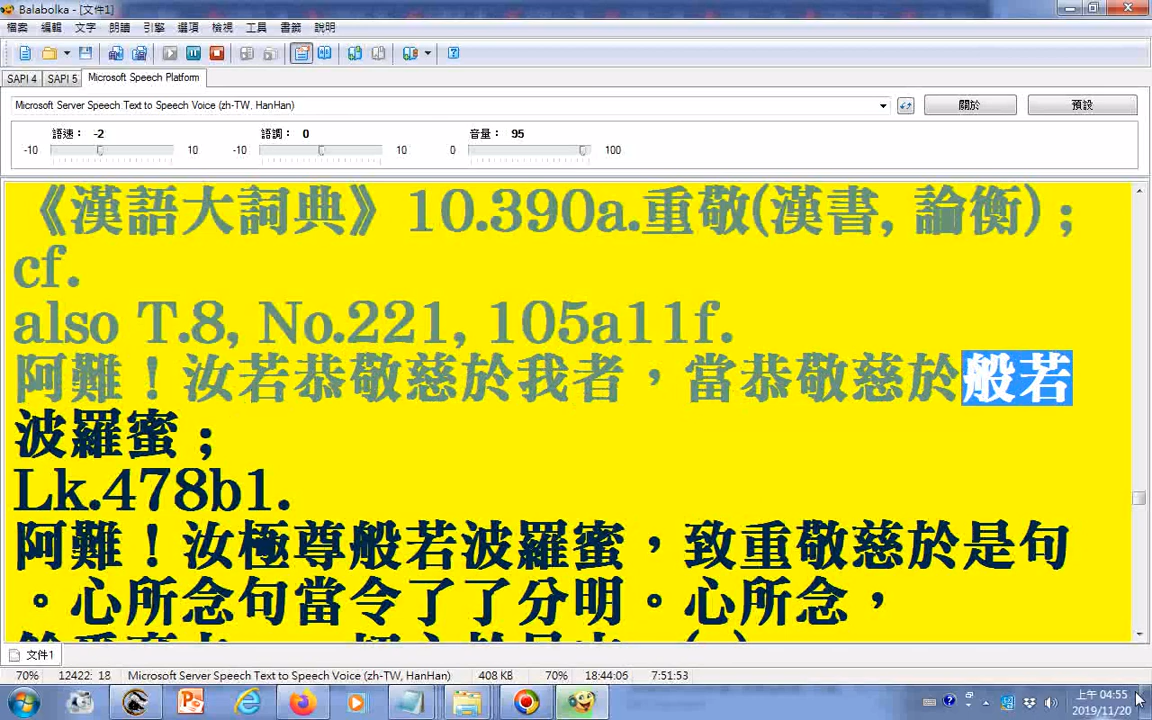 Balabolka - [文件1]
檔案 編輯 文字 朗讀 引擎 選項 檢視 工具 書籤 說明
SAPI 4 SAPI 5 Microsoft Speech Platform
Microsoft Server Speech Text to Speech Voice (zh-TW, HanHan) 關於 預設
語速： -2 語調： 0 音量： 95
-10 10 -10 10 0 100
《漢語大詞典》10.390a.重敬(漢書, 論衡)；
cf.
also T.8, No.221, 105a11f.
阿難！汝若恭敬慈於我者，當恭敬慈於般若
波羅蜜；
Lk.478b1.
阿難！汝極尊般若波羅蜜，致重敬慈於是句
。心所念句當令了了分明。心所念，
文件1
70% 12422: 18 Microsoft Server Speech Text to Speech Voice (zh-TW, HanHan) 408 KB 70% 18:44:05 7:51:53
上午 04:55
2019/11/20